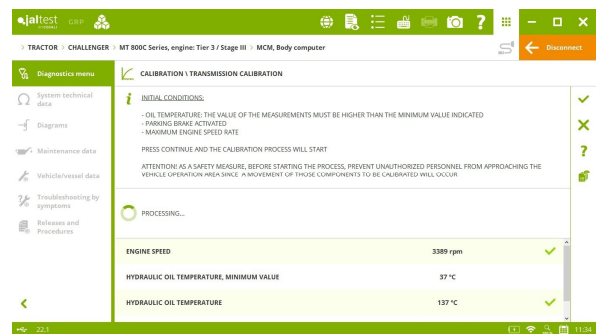 jaltest GRP
> TRACTOR > CHALLENGER > MT 800C Series, engine: Tier 3 / Stage III > MCM, Body computer
Disconnect
Diagnostics menu
System technical data
Diagrams
Maintenance data
Vehicle/vessel data
Troubleshooting by symptoms
Releases and Procedures
CALIBRATION \ TRANSMISSION CALIBRATION
INITIAL CONDITIONS:
- OIL TEMPERATURE: THE VALUE OF THE MEASUREMENTS MUST BE HIGHER THAN THE MINIMUM VALUE INDICATED
- PARKING BRAKE ACTIVATED
- MAXIMUM ENGINE SPEED RATE
PRESS CONTINUE AND THE CALIBRATION PROCESS WILL START
ATTENTION! AS A SAFETY MEASURE, BEFORE STARTING THE PROCESS, PREVENT UNAUTHORIZED PERSONNEL FROM APPROACHING THE
VEHICLE OPERATION AREA SINCE A MOVEMENT OF THOSE COMPONENTS TO BE CALIBRATED WILL OCCUR
PROCESSING...
ENGINE SPEED 3389 rpm
HYDRAULIC OIL TEMPERATURE, MINIMUM VALUE 37 °C
HYDRAULIC OIL TEMPERATURE 137 °C
22.1
11:34